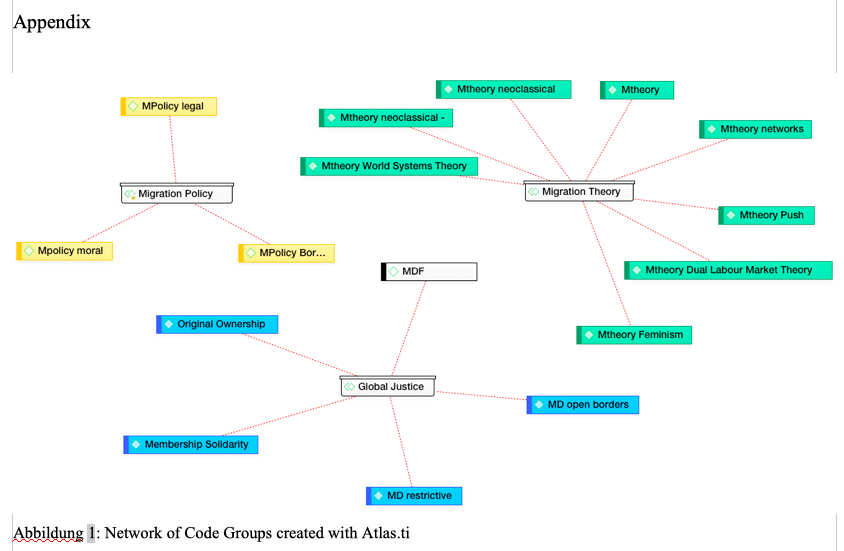 Appendix
Mtheory neoclassical
Mtheory
MPolicy legal
Mtheory neoclassical -
Mtheory networks
Mtheory World Systems Theory
Migration Policy
Migration Theory
Mtheory Push
Mpolicy moral
MPolicy Bor...
MDF
Mtheory Dual Labour Market Theory
Original Ownership
Mtheory Feminism
Global Justice
MD open borders
Membership Solidarity
MD restrictive
Abbildung 1: Network of Code Groups created with Atlas.ti